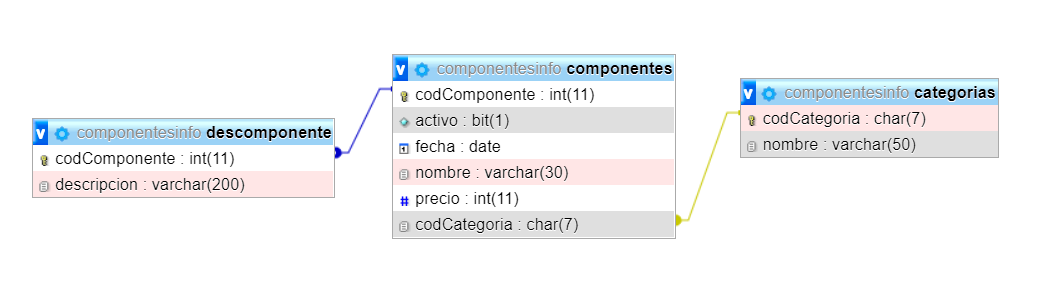 v componentesinfo descomponente
codComponente : int(11)
descripcion : varchar(200)
v componentesinfo componentes
codComponente : int(11)
activo : bit(1)
fecha : date
nombre : varchar(30)
# precio : int(11)
codCategoria : char(7)
v componentesinfo categorias
codCategoria : char(7)
nombre : varchar(50)